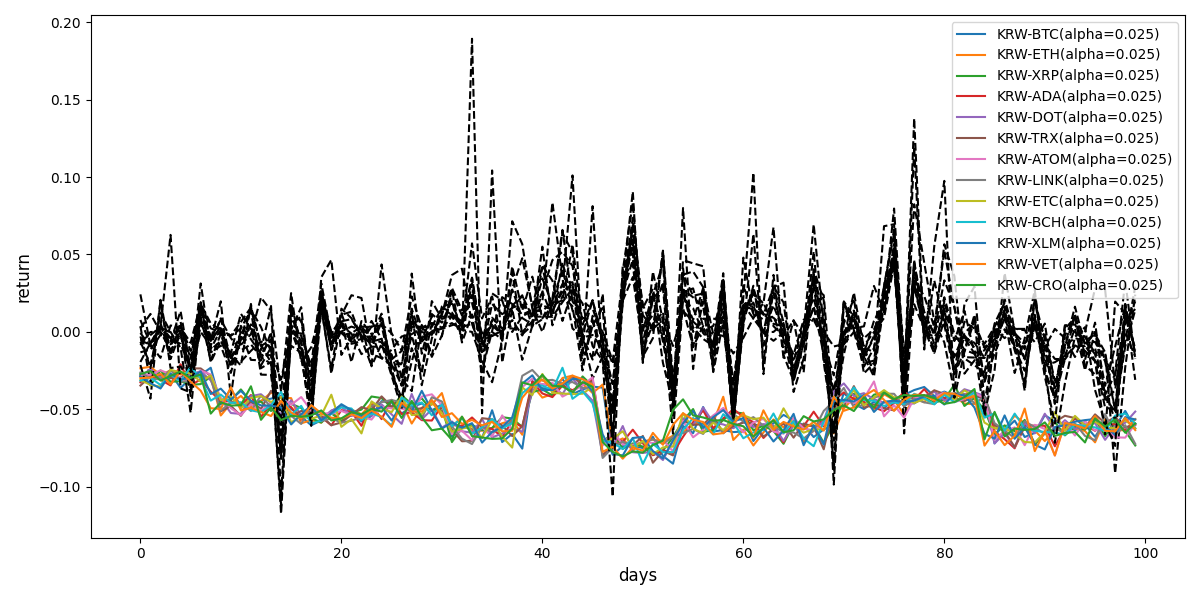 0.20
0.15
0.10
0.05
0.00
−0.05
−0.10
return
0
20
40
60
80
100
days
KRW-BTC(alpha=0.025)
KRW-ETH(alpha=0.025)
KRW-XRP(alpha=0.025)
KRW-ADA(alpha=0.025)
KRW-DOT(alpha=0.025)
KRW-TRX(alpha=0.025)
KRW-ATOM(alpha=0.025)
KRW-LINK(alpha=0.025)
KRW-ETC(alpha=0.025)
KRW-BCH(alpha=0.025)
KRW-XLM(alpha=0.025)
KRW-VET(alpha=0.025)
KRW-CRO(alpha=0.025)